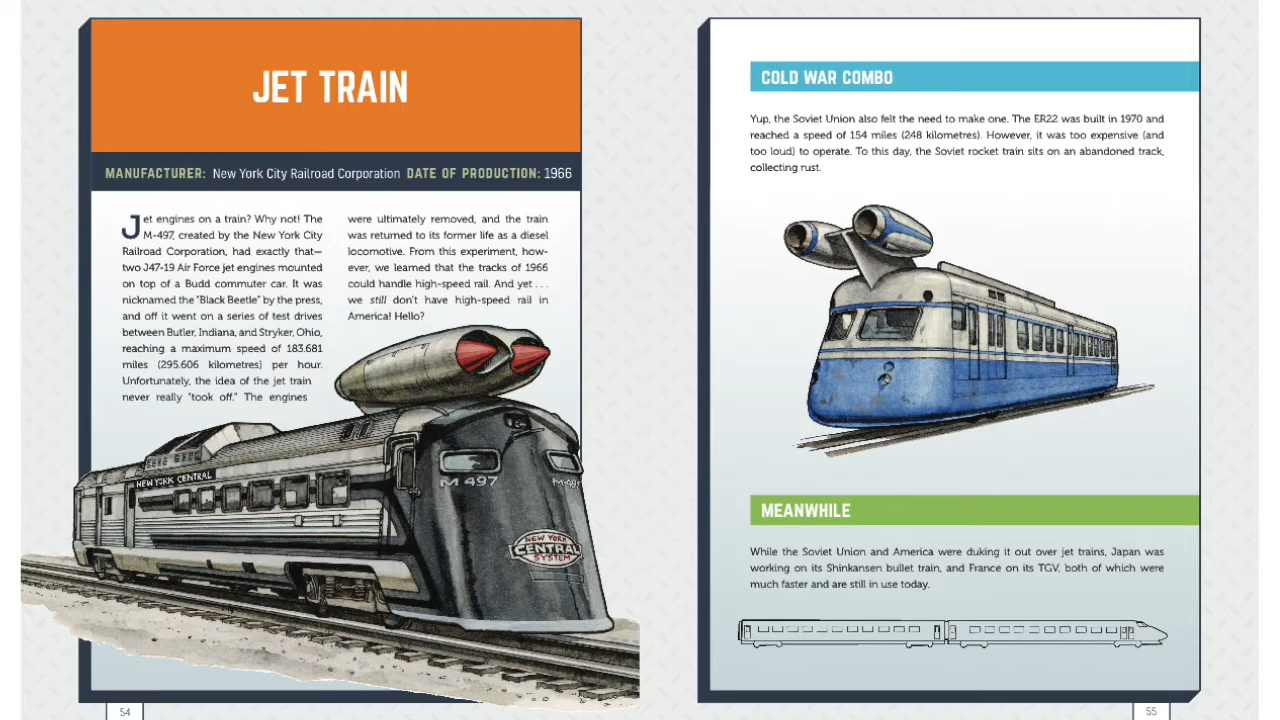 JET TRAIN
MANUFACTURER: New York City Railroad Corporation DATE OF PRODUCTION: 1966
Jet engines on a train? Why not! The
M-497, created by the New York City
Railroad Corporation, had exactly that—
two J47-19 Air Force jet engines mounted
on top of a Budd commuter car. It was
nicknamed the "Black Beetle" by the press,
and off it went on a series of test drives
between Butler, Indiana, and Stryker, Ohio,
reaching a maximum speed of 183.681
miles (295.606 kilometres) per hour.
Unfortunately, the idea of the jet train
never really "took off." The engines
were ultimately removed, and the train
was returned to its former life as a diesel
locomotive. From this experiment, how-
ever, we learned that the tracks of 1966
could handle high-speed rail. And yet . . .
we still don't have high-speed rail in
America! Hello?
NEW YORK CENTRAL
M 497
M 497
NEW YORK
CENTRAL
SYSTEM
54
COLD WAR COMBO
Yup, the Soviet Union also felt the need to make one. The ER22 was built in 1970 and
reached a speed of 154 miles (248 kilometres). However, it was too expensive (and
too loud) to operate. To this day, the Soviet rocket train sits on an abandoned track,
collecting rust.
MEANWHILE
While the Soviet Union and America were duking it out over jet trains, Japan was
working on its Shinkansen bullet train, and France on its TGV, both of which were
much faster and are still in use today.
55